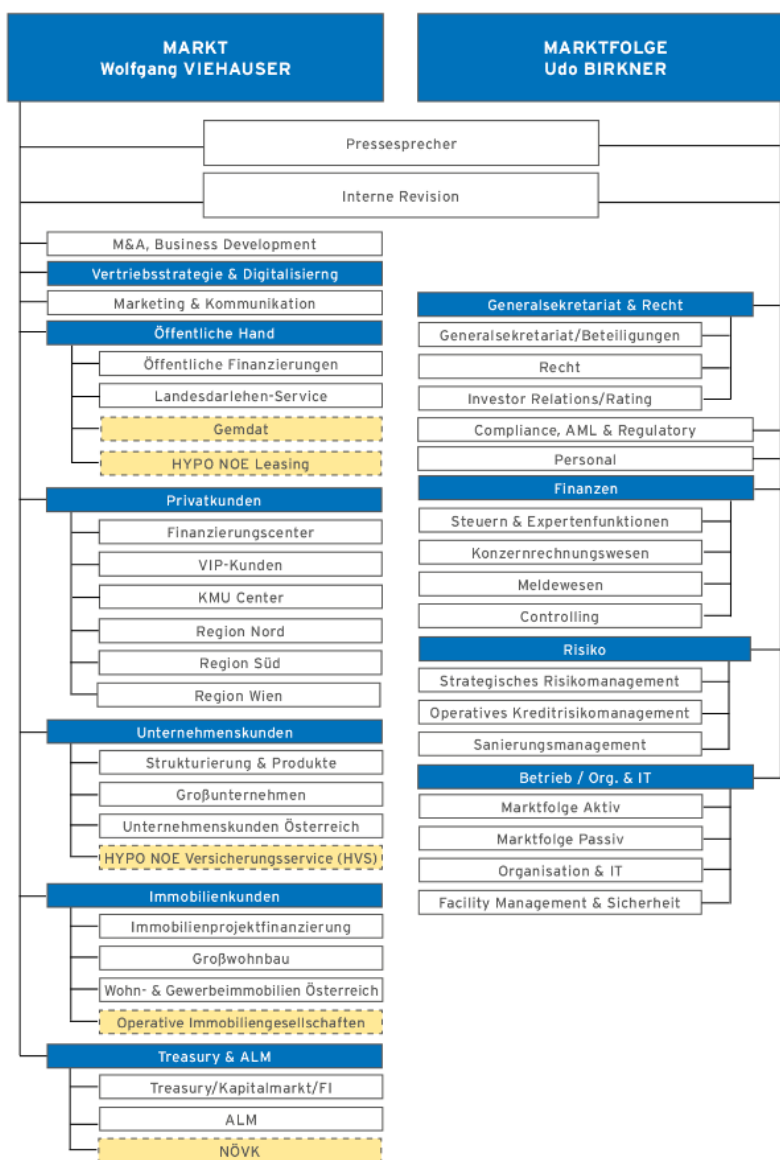 MARKT
Wolfgang VIEHAUSER
MARKTFOLGE
Udo BIRKNER
Pressesprecher
Interne Revision
M&A, Business Development
Vertriebsstrategie & Digitalisierng
Marketing & Kommunikation
Öffentliche Hand
Öffentliche Finanzierungen
Landesdarlehen-Service
Gemdat
HYPO NOE Leasing
Privatkunden
Finanzierungscenter
VIP-Kunden
KMU Center
Region Nord
Region Süd
Region Wien
Unternehmenskunden
Strukturierung & Produkte
Großunternehmen
Unternehmenskunden Österreich
HYPO NOE Versicherungsservice (HVS)
Immobilienkunden
Immobilienprojektfinanzierung
Großwohnbau
Wohn- & Gewerbeimmobilien Österreich
Operative Immobiliengesellschaften
Treasury & ALM
Treasury/Kapitalmarkt/FI
ALM
NÖVK
Generalsekretariat & Recht
Generalsekretariat/Beteiligungen
Recht
Investor Relations/Rating
Compliance, AML & Regulatory
Personal
Finanzen
Steuern & Expertenfunktionen
Konzernrechnungswesen
Meldewesen
Controlling
Risiko
Strategisches Risikomanagement
Operatives Kreditrisikomanagement
Sanierungsmanagement
Betrieb / Org. & IT
Marktfolge Aktiv
Marktfolge Passiv
Organisation & IT
Facility Management & Sicherheit